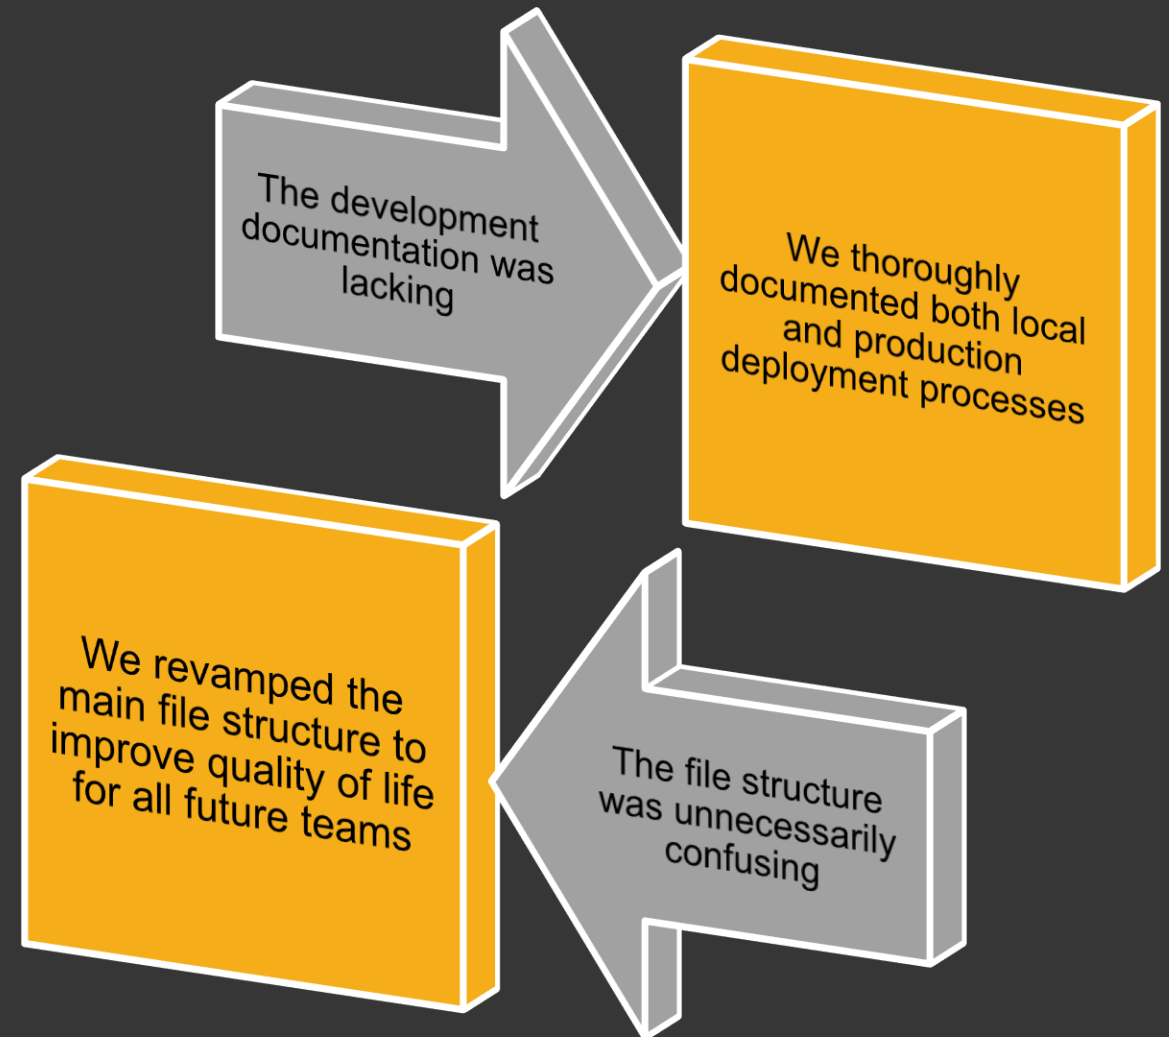 The development
documentation was
lacking
We thoroughly
documented both local
and production
deployment processes
We revamped the
main file structure to
improve quality of life
for all future teams
The file structure
was unnecessarily
confusing